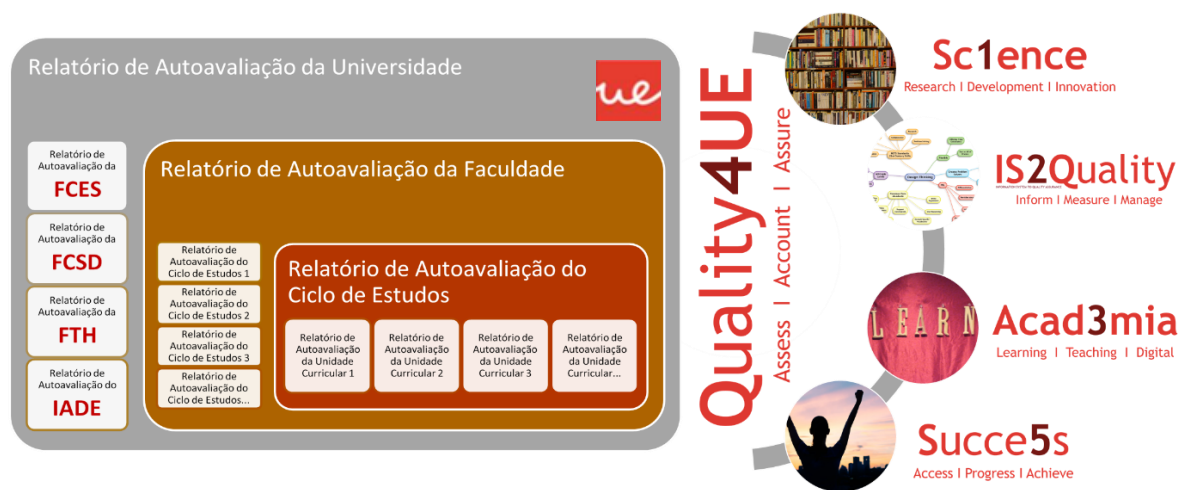 Relatório de Autoavaliação da Universidade
ue
Relatório de
Autoavaliação da
FCES
Relatório de
Autoavaliação da
FCSD
Relatório de
Autoavaliação da
FTH
Relatório de
Autoavaliação do
IADE
Relatório de Autoavaliação da Faculdade
Relatório de
Autoavaliação do
Ciclo de Estudos 1
Relatório de
Autoavaliação do
Ciclo de Estudos 2
Relatório de
Autoavaliação do
Ciclo de Estudos 3
Relatório de
Autoavaliação do
Ciclo de Estudos...
Relatório de Autoavaliação do
Ciclo de Estudos
Relatório de
Autoavaliação
da Unidade
Curricular 1
Relatório de
Autoavaliação
da Unidade
Curricular 2
Relatório de
Autoavaliação
da Unidade
Curricular 3
Relatório de
Autoavaliação
da Unidade
Curricular...
Quality4UE
Assess I Account I Assure
Sc1ence
Research I Development I Innovation
IS2Quality
Inform I Measure I Manage
LEARN
Acad3mia
Learning I Teaching I Digital
Succe5s
Access I Progress I Achieve